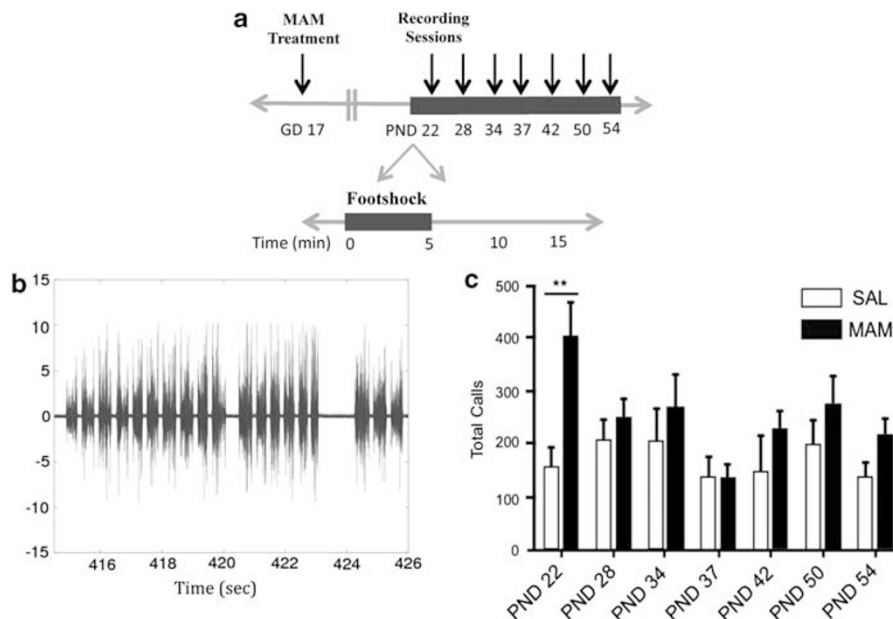 a
MAM
Treatment
Recording
Sessions
GD 17
PND 22 28 34 37 42 50 54
Footshock
Time (min) 0 5 10 15
b
15
10
5
0
-5
-10
-15
416 418 420 422 424 426
Time (sec)
c
500
400
300
200
100
0
Total Calls
**
SAL
MAM
PND 22 PND 28 PND 34 PND 37 PND 42 PND 50 PND 54